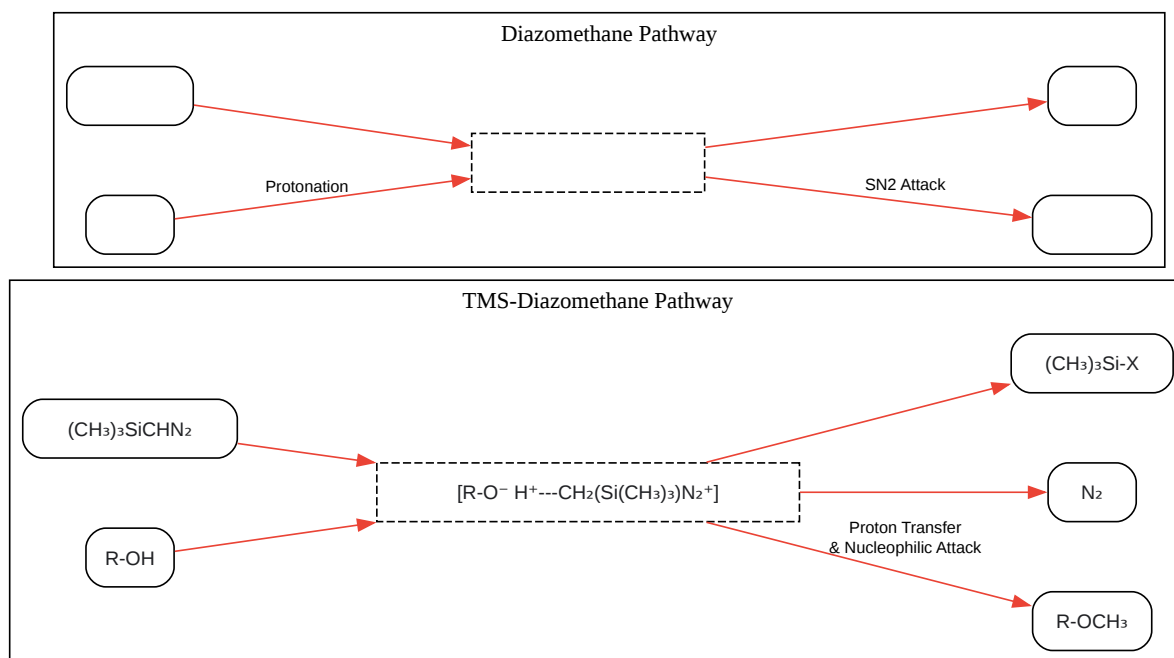 Diazomethane Pathway
Protonation
SN2 Attack
TMS-Diazomethane Pathway
(CH₃)₃Si-X
(CH₃)₃SiCHN₂
[R-O⁻ H⁺---CH₂(Si(CH₃)₃)N₂⁺]
N₂
Proton Transfer
& Nucleophilic Attack
R-OH
R-OCH₃